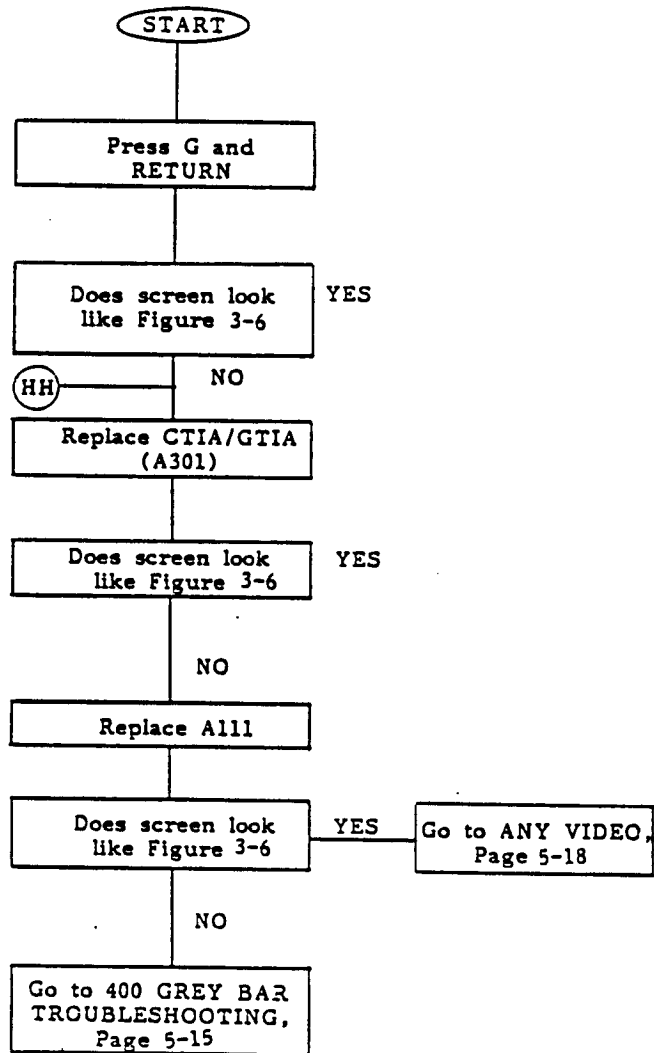 START
Press G and
RETURN
Does screen look
like Figure 3-6
YES
NO
HH
Replace CTIA/GTIA
(A301)
Does screen look
like Figure 3-6
YES
NO
Replace A111
Does screen look
like Figure 3-6
YES
Go to ANY VIDEO,
Page 5-18
NO
Go to 400 GREY BAR
TROUBLESHOOTING,
Page 5-15